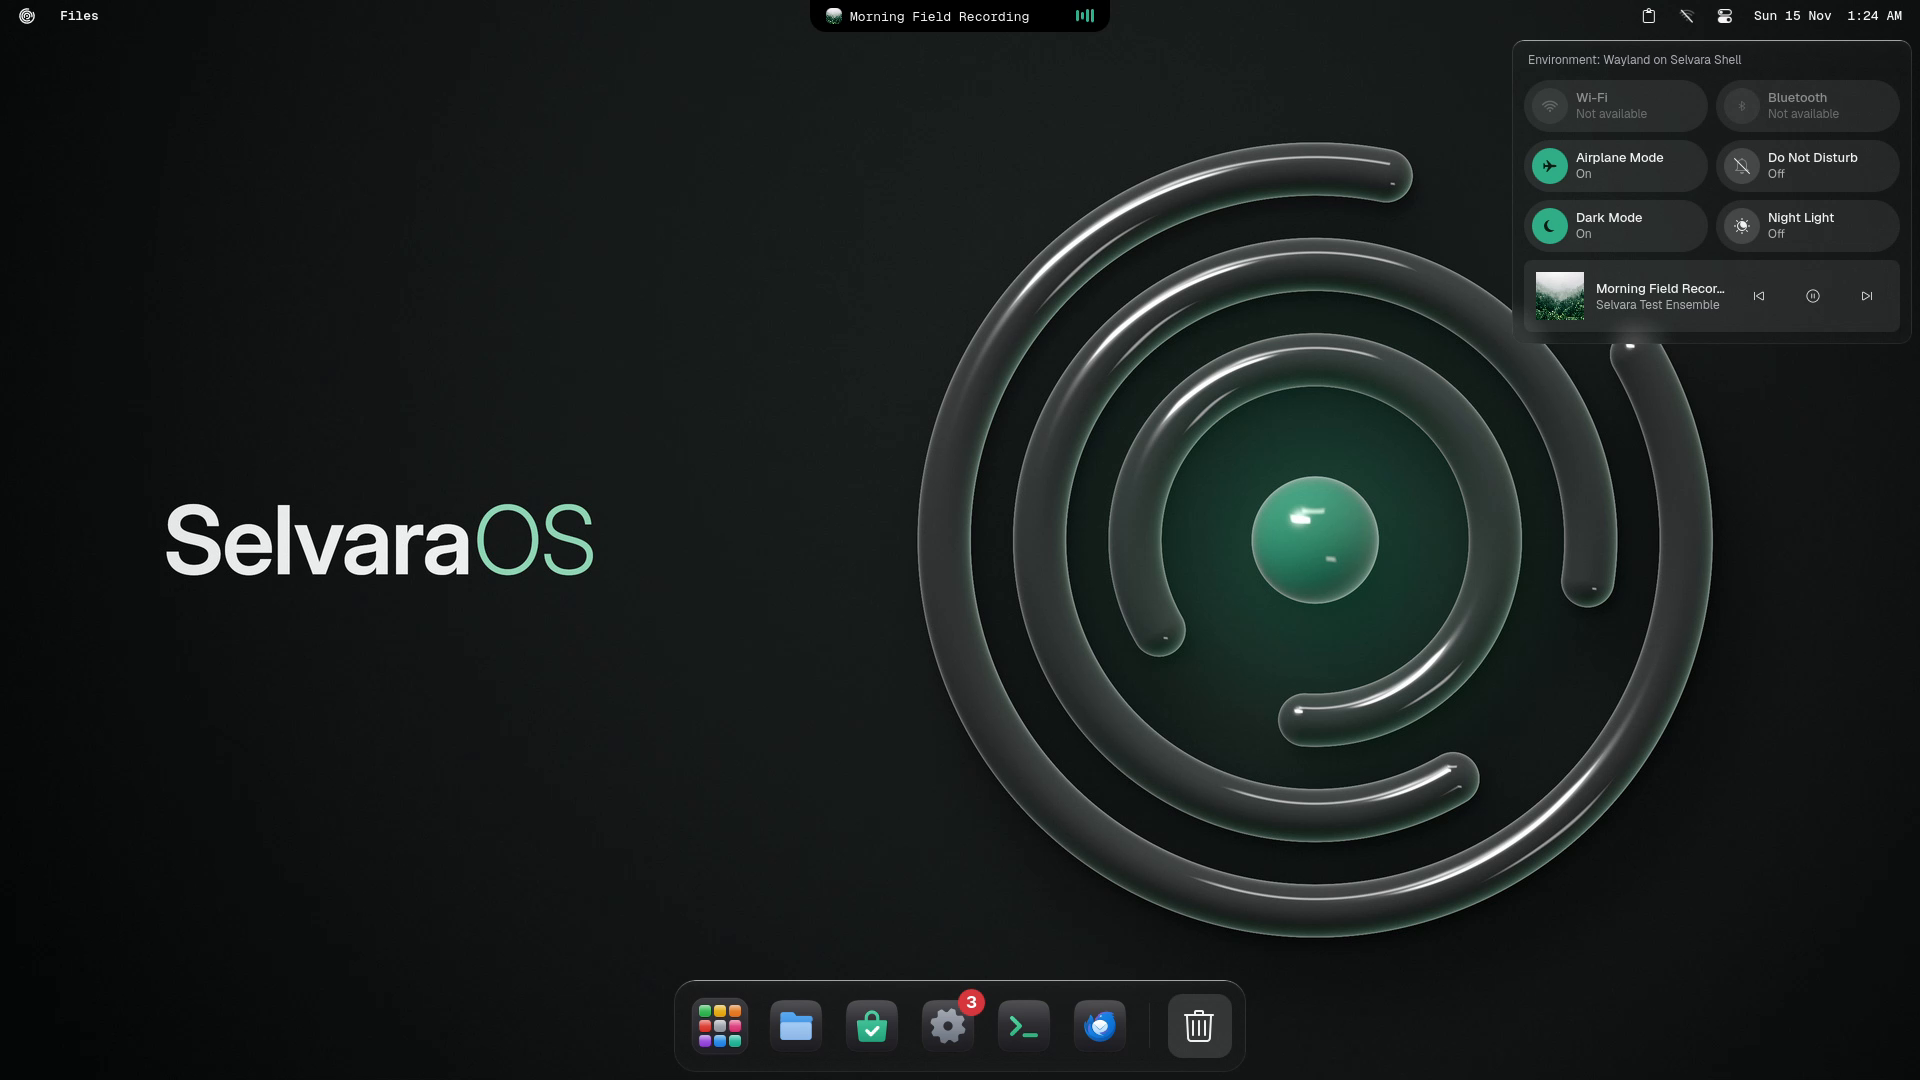 Files
Morning Field Recording
Sun 15 Nov 1:24 AM
Environment: Wayland on Selvara Shell
Wi-Fi
Not available
Bluetooth
Not available
Airplane Mode
On
Do Not Disturb
Off
Dark Mode
On
Night Light
Off
Morning Field Recor...
Selvara Test Ensemble
SelvaraOS
3